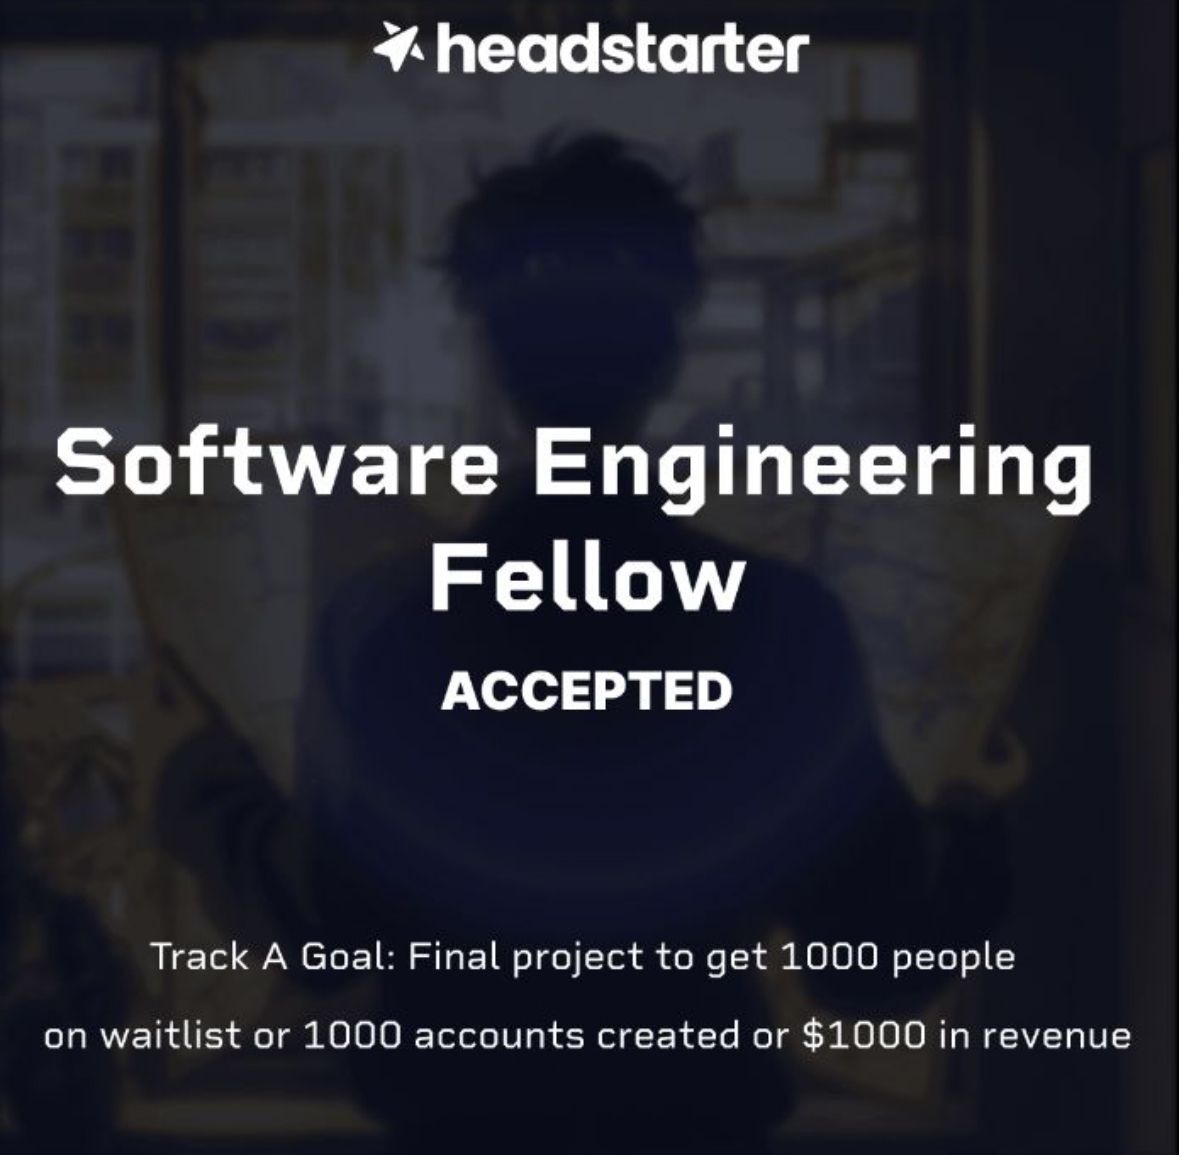 headstarter
Software Engineering
Fellow
ACCEPTED
Track A Goal: Final project to get 1000 people
on waitlist or 1000 accounts created or $1000 in revenue